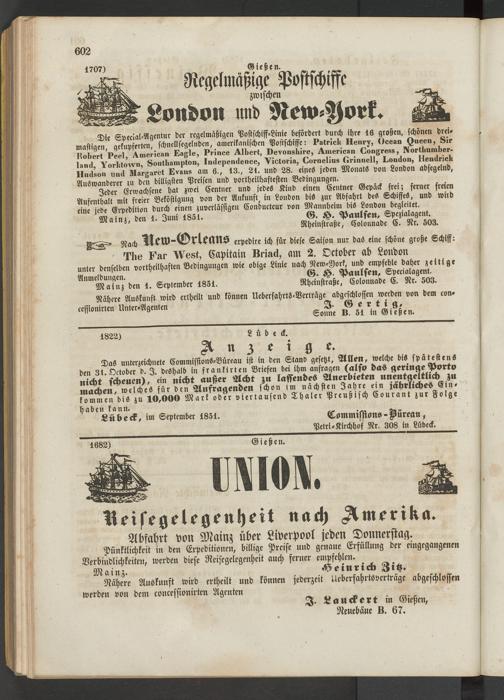 602
1707)
Gießen.
Regelmäßige Postschiffe
zwischen
London und New-York.
Die Special-Agentur der regelmäßigen Postschiff-Linie befördert durch ihre 16 großen, schönen drei-
mastigen, gekupferten, schnellsegelnden, amerikanischen Postschiffe: Patrick Henry, Ocean Queen, Sir
Robert Peel, American Eagle, Prince Albert, Devonshire, American Congress, Northumber-
land, Yorktown, Southampton, Independence, Victoria, Cornelius Grinnell, London, Hendrick
Hudson und Margaret Evans am 6., 13., 21. und 28. eines jeden Monats von London absegelnd,
Auswanderer zu den billigsten Preisen und vortheilhaftesten Bedingungen.
Jeder Erwachsene hat zwei Centner und jedes Kind einen Centner Gepäck frei; ferner freien
Aufenthalt mit freier Beköstigung von der Ankunft in London bis zur Abfahrt des Schiffes, und wird
eine jede Expedition durch einen zuverlässigen Conducteur von Mannheim bis London begleitet.
Mainz, den 1. Juni 1851.
G. H. Paulsen, Spezialagent.
Rheinstraße, Colonnade C. Nr. 503.
Nach New-Orleans expedire ich für diese Saison nur das eine schöne große Schiff:
The Far West, Capitain Briad, am 2. October ab London
unter denselben vortheilhaften Bedingungen wie obige Linie nach New-York, und empfehle daher zeitige
Anmeldungen.
G. H. Paulsen, Spezialagent.
Mainz den 1. September 1851.
Rheinstraße, Colonnade C. Nr. 503.
Nähere Auskunft wird ertheilt und können Ueberfahrts-Verträge abgeschlossen werden von dem con-
cessionirten Unter-Agenten
J. Gertig,
Sonne B. 51 in Gießen.
1822)
Lübeck.
Anzeige.
Das unterzeichnete Commissions-Büreau ist in den Stand gesetzt, Allen, welche bis spätestens
den 31. October d. J. deshalb in frankirten Briefen bei ihm anfragen (also das geringe Porto
nicht scheuen), ein nicht außer Acht zu lassendes Anerbieten unentgeltlich zu
machen, welches für den Anfragenden schon im nächsten Jahre ein jährliches Ein-
kommen bis zu 10,000 Mark oder viertausend Thaler Preußisch Courant zur Folge
haben kann.
Lübeck, im September 1851.
Commissions-Büreau,
Petri-Kirchhof Nr. 308 in Lübeck.
1682)
Gießen.
UNION.
Reisegelegenheit nach Amerika.
Abfahrt von Mainz über Liverpool jeden Donnerstag.
Pünktlichkeit in den Expeditionen, billige Preise und genaue Erfüllung der eingegangenen
Verbindlichkeiten, werden diese Reisegelegenheit auch ferner empfehlen.
Mainz.
Heinrich Zitz.
Nähere Auskunft wird ertheilt und können jederzeit Ueberfahrtsverträge abgeschlossen
werden von dem concessionirten Agenten
J. Lauckert in Gießen,
Neuebäue B. 67.